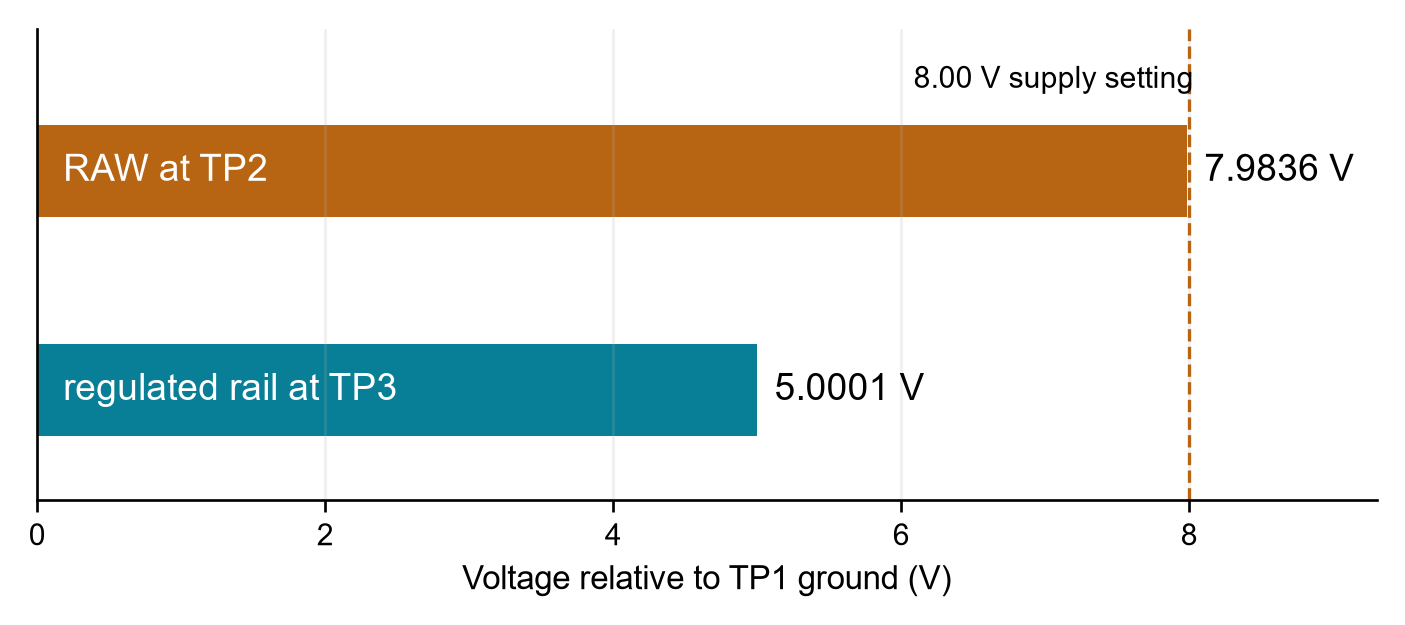 8.00 V supply setting
RAW at TP2 7.9836 V
regulated rail at TP3 5.0001 V
0 2 4 6 8
Voltage relative to TP1 ground (V)